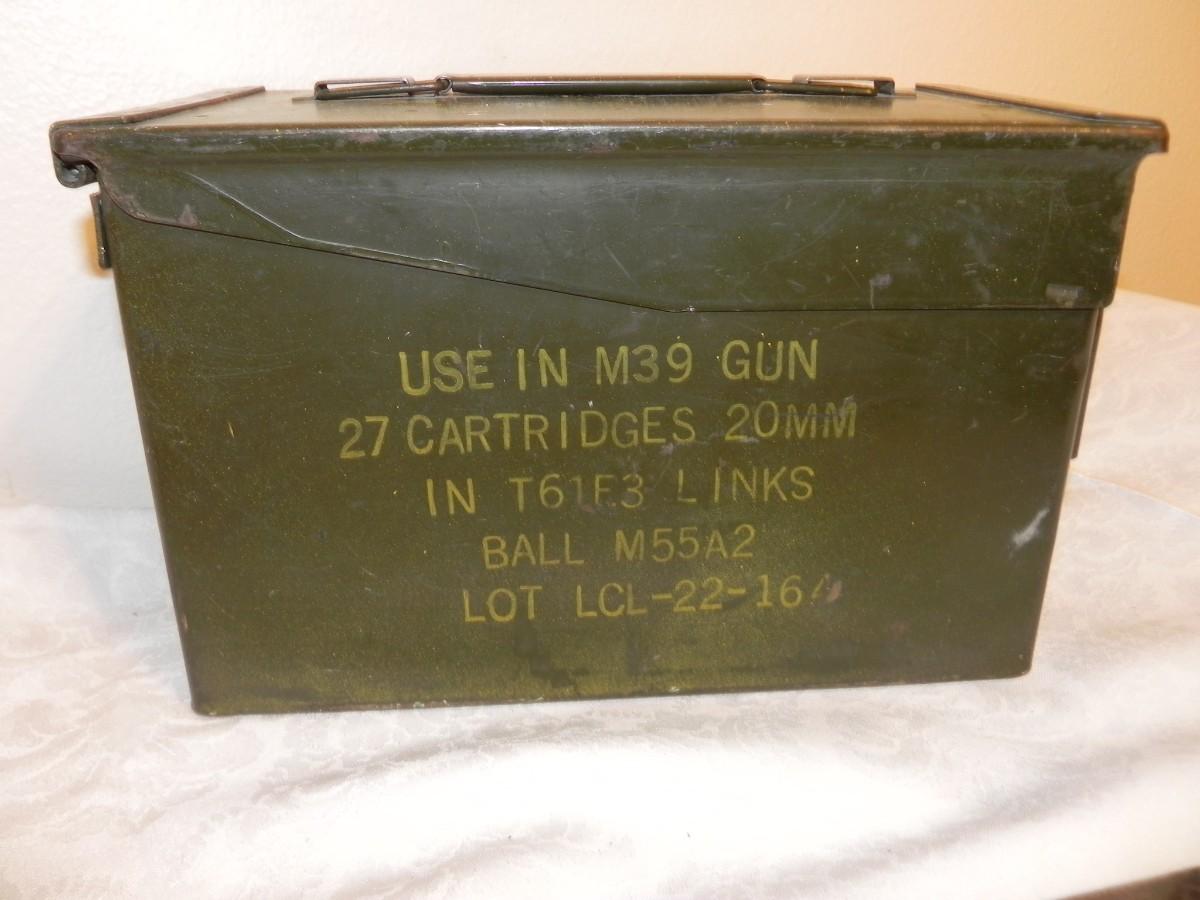 USE IN M39 GUN
27 CARTRIDGES 20MM
IN T61E3 LINKS
BALL M55A2
LOT LCL-22-164